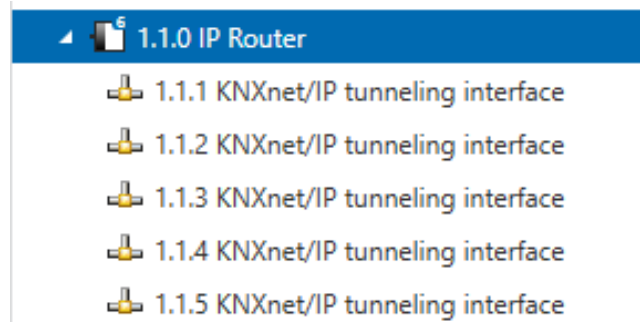 6
1.1.0 IP Router
1.1.1 KNXnet/IP tunneling interface
1.1.2 KNXnet/IP tunneling interface
1.1.3 KNXnet/IP tunneling interface
1.1.4 KNXnet/IP tunneling interface
1.1.5 KNXnet/IP tunneling interface